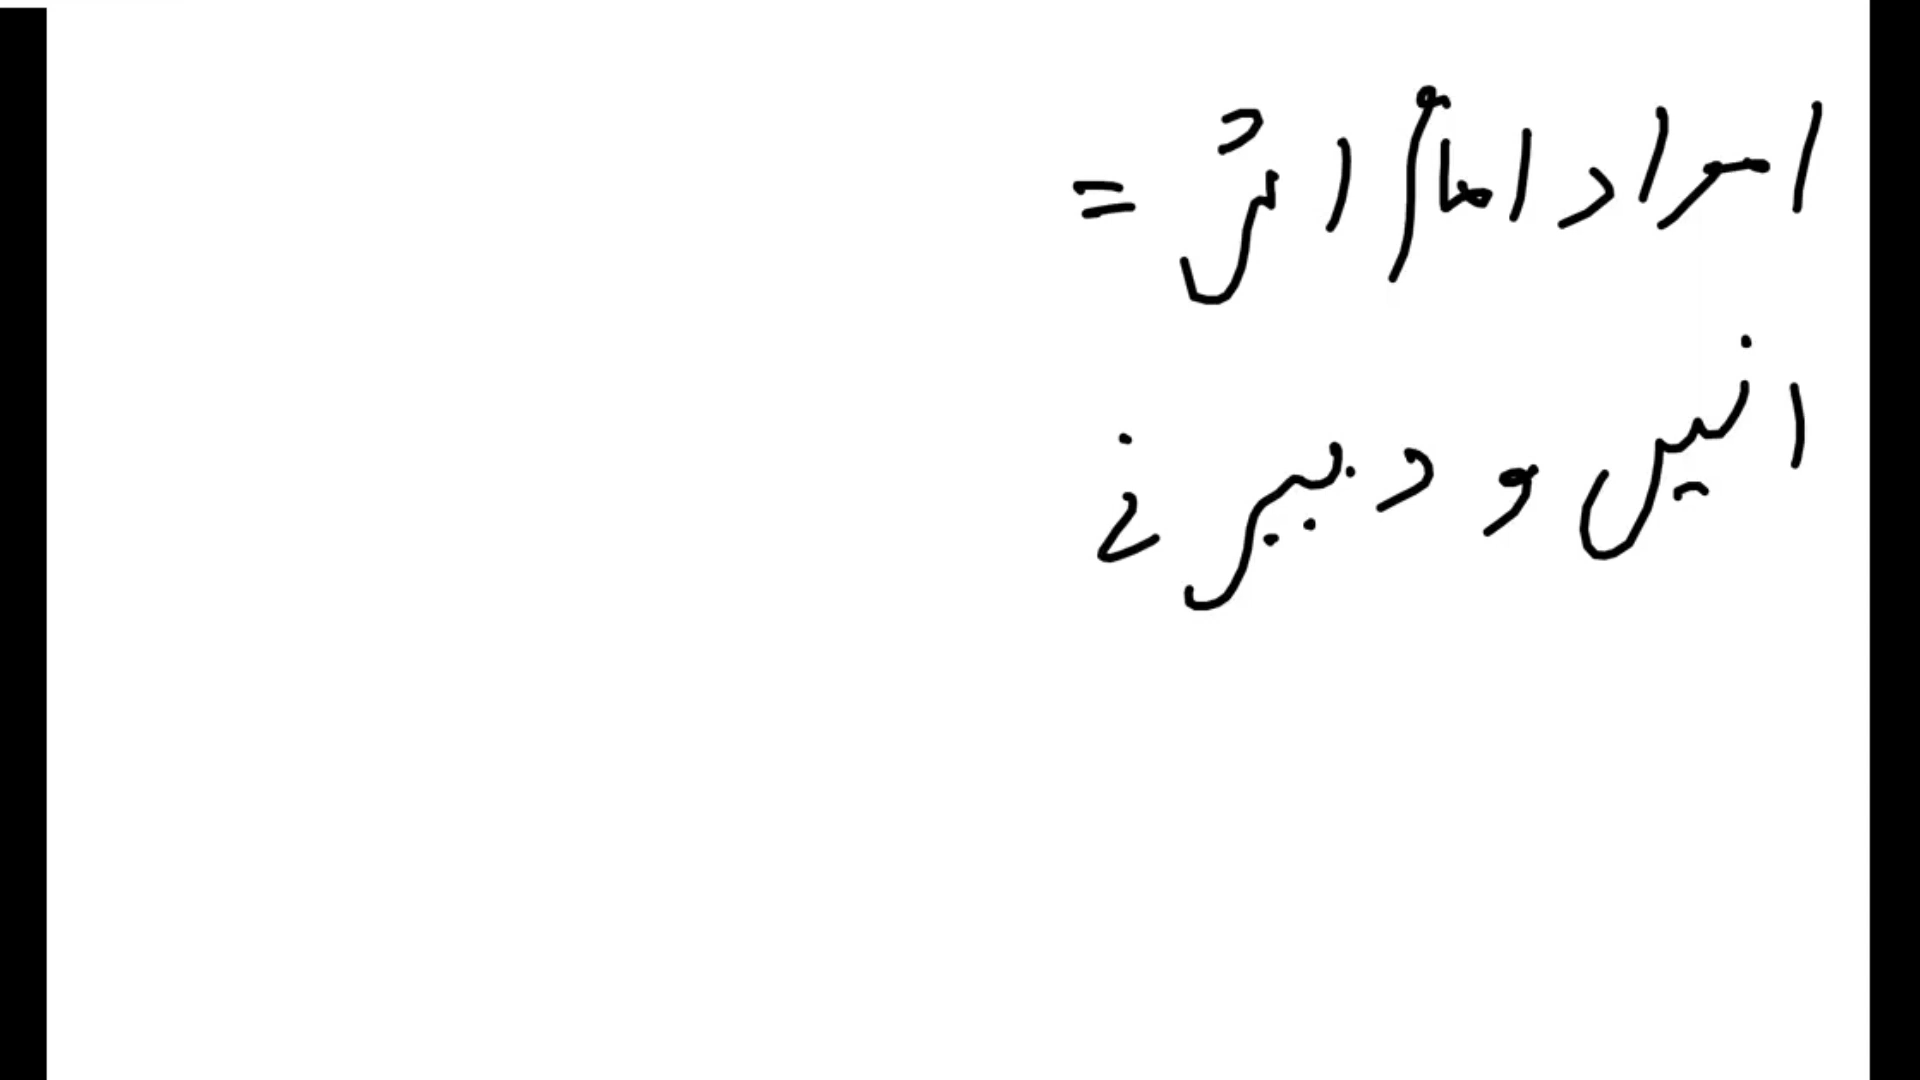 امداد امام اثر =
انیس و دبیر نے